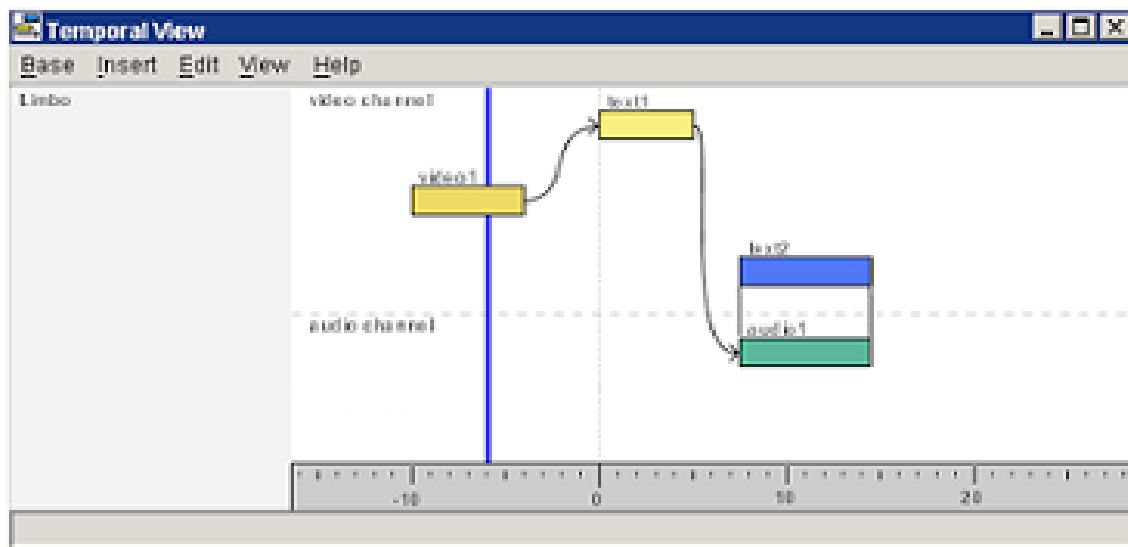 Temporal View
Base Insert Edit View Help
Limbo
video channel
text1
video1
text2
audio channel
audio1
-10 0 10 20